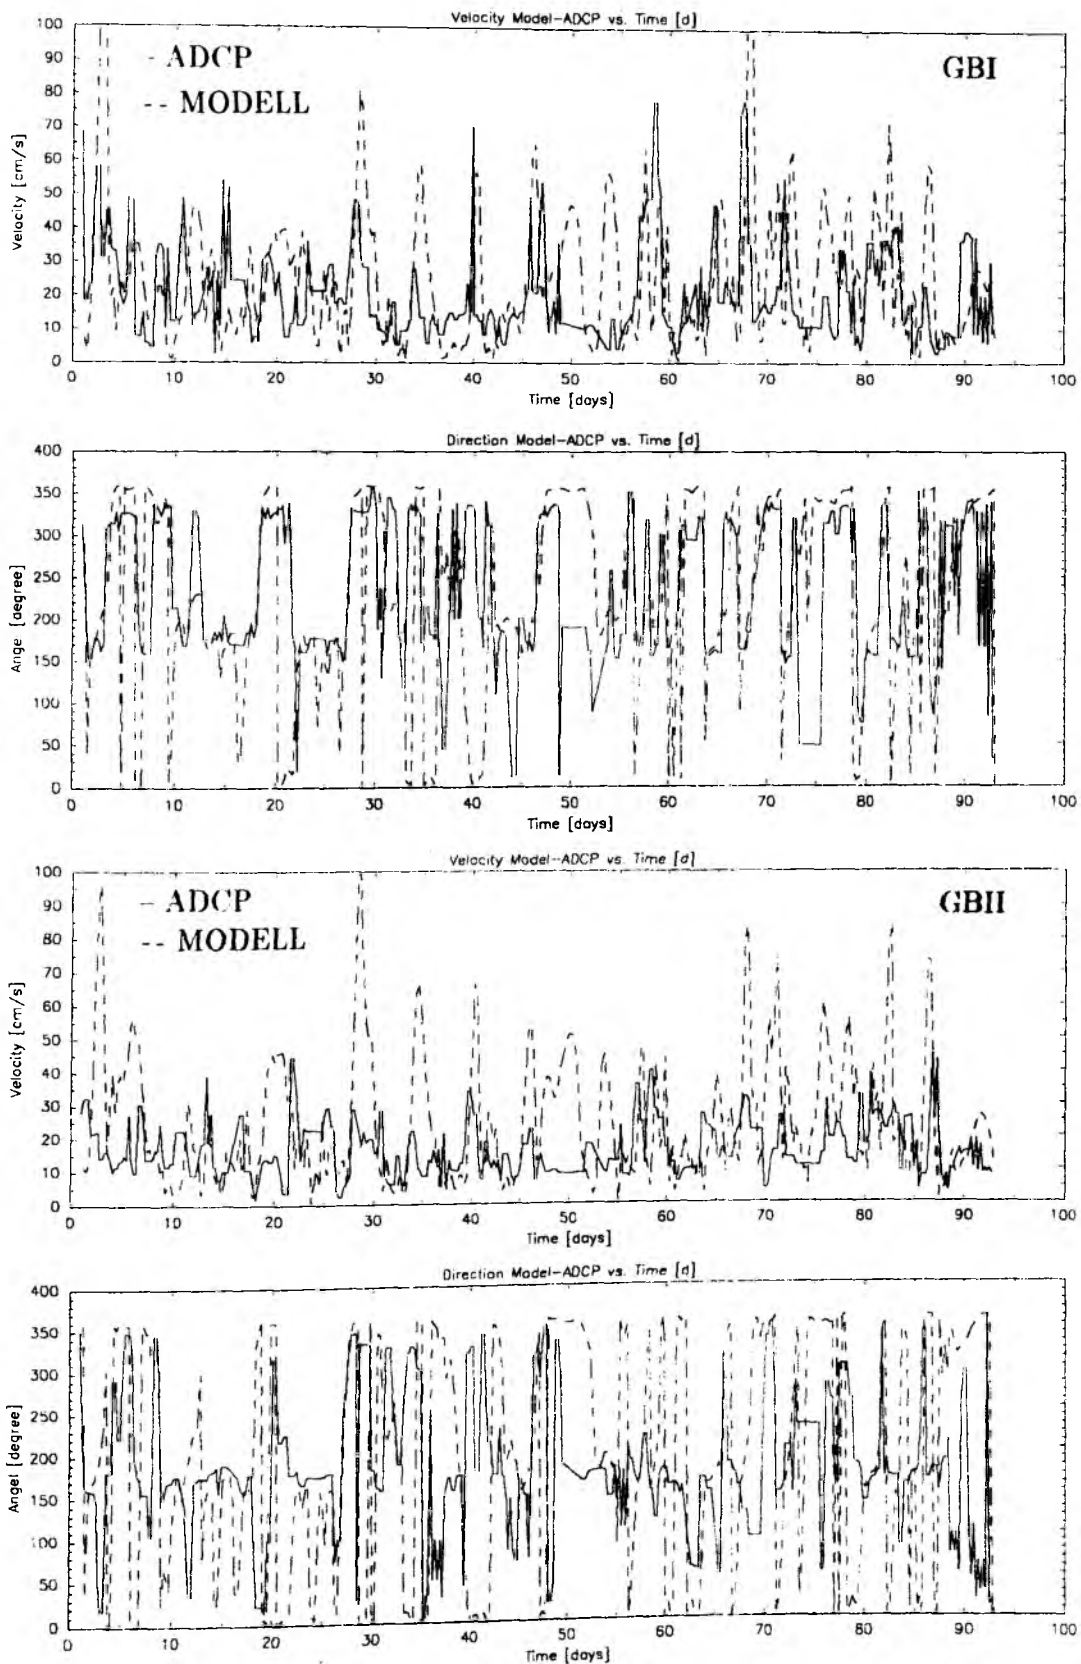 Velocity Model-ADCP vs. Time [d]
- ADCP
GBI
-- MODELL
Velocity [cm/s]
100
90
80
70
60
50
40
30
20
10
0
0 10 20 30 40 50 60 70 80 90 100
Time [days]
Direction Model-ADCP vs. Time [d]
Angel [degree]
400
350
300
250
200
150
100
50
0
0 10 20 30 40 50 60 70 80 90 100
Time [days]
Velocity Model-ADCP vs. Time [d]
- ADCP
GBII
-- MODELL
Velocity [cm/s]
100
90
80
70
60
50
40
30
20
10
0
0 10 20 30 40 50 60 70 80 90 100
Time [days]
Direction Model-ADCP vs. Time [d]
Angel [degree]
400
350
300
250
200
150
100
50
0
0 10 20 30 40 50 60 70 80 90 100
Time [days]